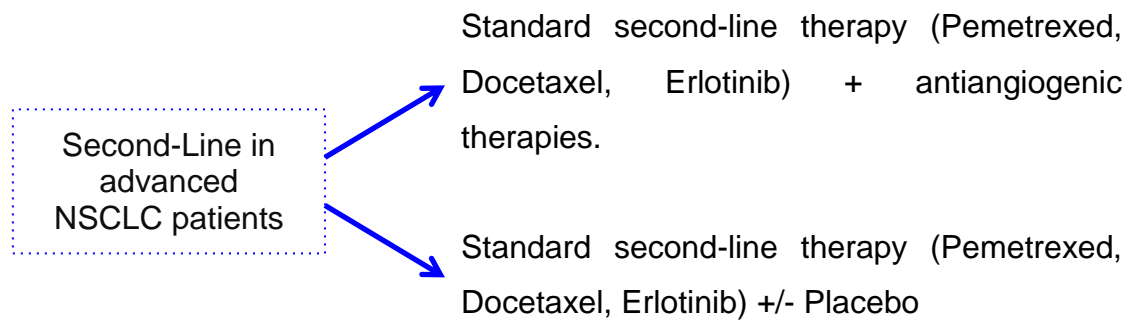 Standard second-line therapy (Pemetrexed,
Docetaxel, Erlotinib) + antiangiogenic
therapies.
Second-Line in
advanced
NSCLC patients
Standard second-line therapy (Pemetrexed,
Docetaxel, Erlotinib) +/- Placebo